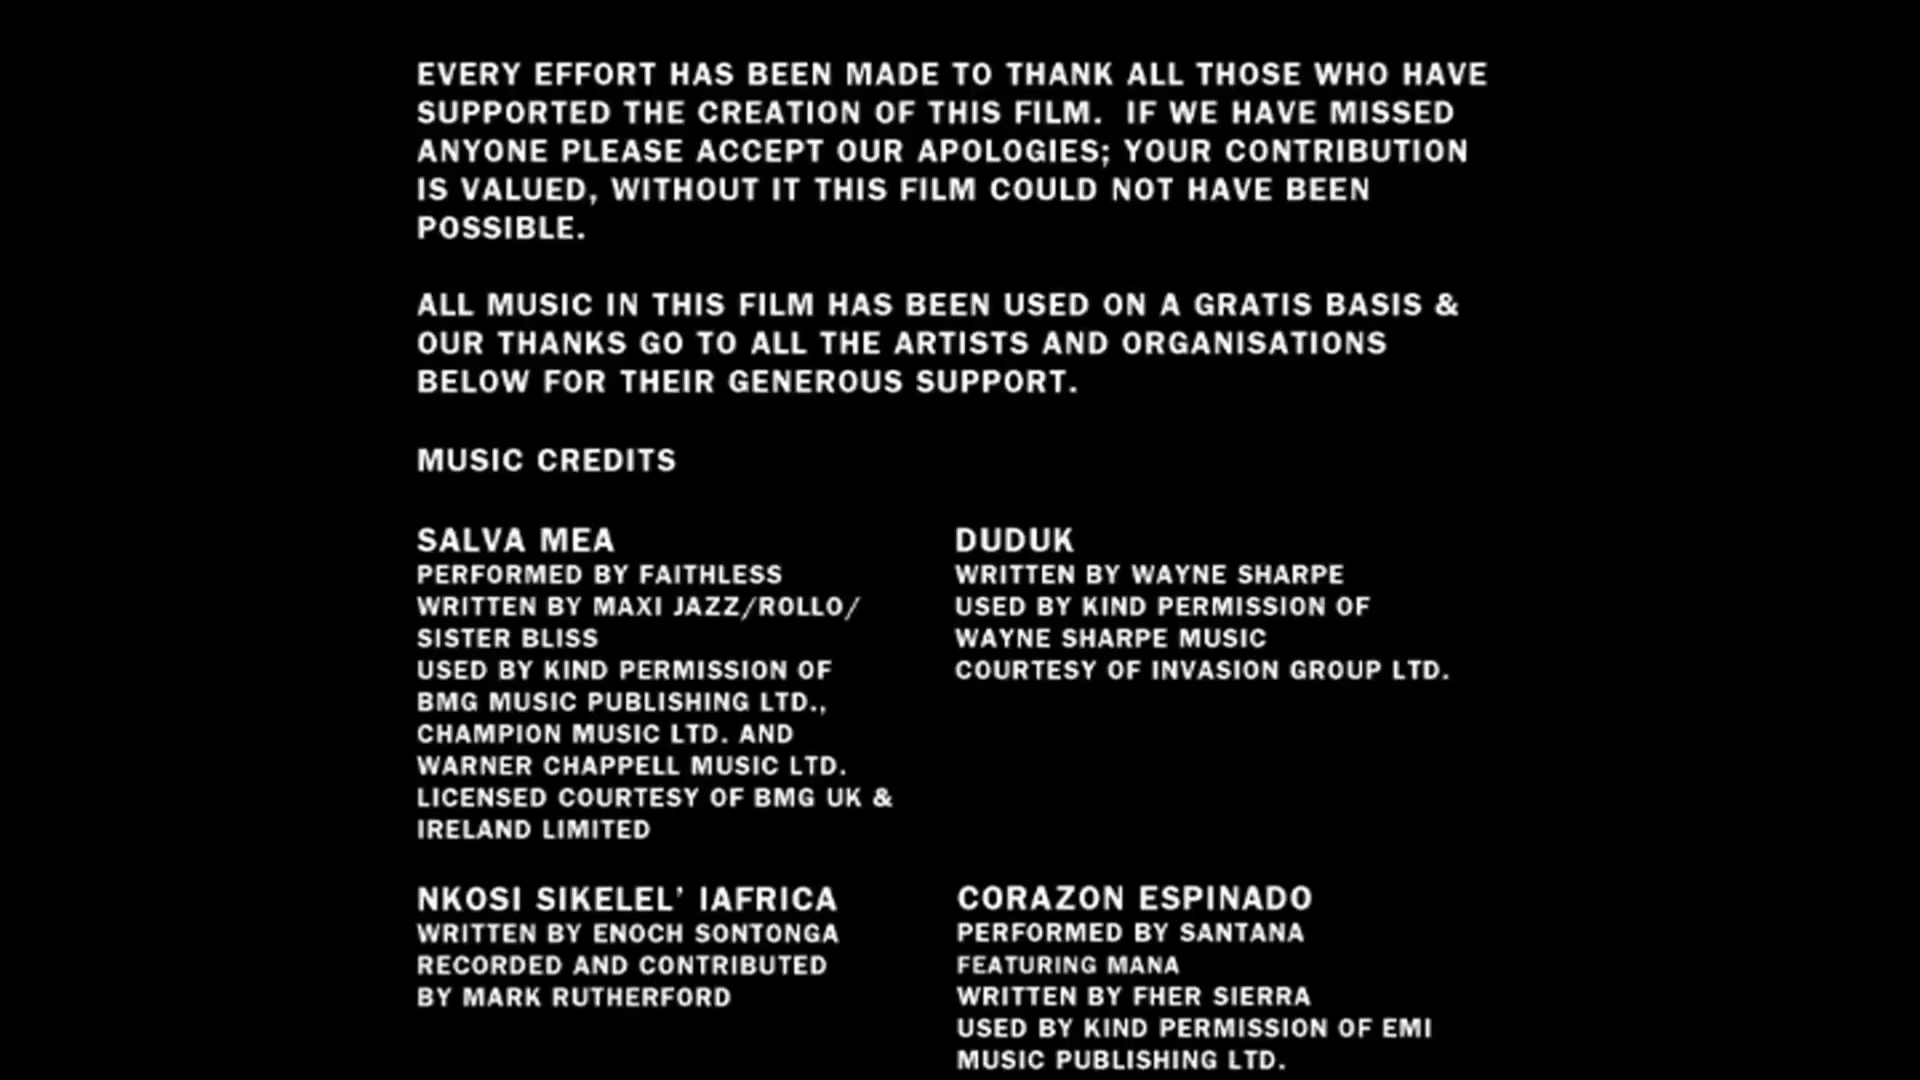 EVERY EFFORT HAS BEEN MADE TO THANK ALL THOSE WHO HAVE
SUPPORTED THE CREATION OF THIS FILM.  IF WE HAVE MISSED
ANYONE PLEASE ACCEPT OUR APOLOGIES; YOUR CONTRIBUTION
IS VALUED, WITHOUT IT THIS FILM COULD NOT HAVE BEEN
POSSIBLE.
ALL MUSIC IN THIS FILM HAS BEEN USED ON A GRATIS BASIS &
OUR THANKS GO TO ALL THE ARTISTS AND ORGANISATIONS
BELOW FOR THEIR GENEROUS SUPPORT.
MUSIC CREDITS
SALVA MEA
PERFORMED BY FAITHLESS
WRITTEN BY MAXI JAZZ/ROLLO/
SISTER BLISS
USED BY KIND PERMISSION OF
BMG MUSIC PUBLISHING LTD.,
CHAMPION MUSIC LTD. AND
WARNER CHAPPELL MUSIC LTD.
LICENSED COURTESY OF BMG UK &
IRELAND LIMITED
DUDUK
WRITTEN BY WAYNE SHARPE
USED BY KIND PERMISSION OF
WAYNE SHARPE MUSIC
COURTESY OF INVASION GROUP LTD.
NKOSI SIKELEL' IAFRICA
WRITTEN BY ENOCH SONTONGA
RECORDED AND CONTRIBUTED
BY MARK RUTHERFORD
CORAZON ESPINADO
PERFORMED BY SANTANA
FEATURING MANA
WRITTEN BY FHER SIERRA
USED BY KIND PERMISSION OF EMI
MUSIC PUBLISHING LTD.